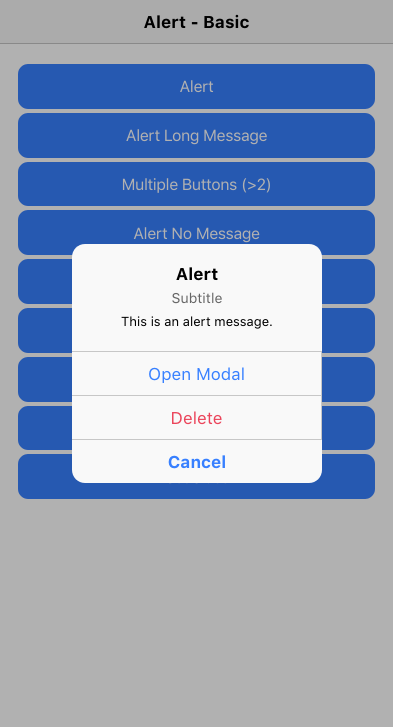 Alert - Basic
Alert
Alert Long Message
Multiple Buttons (>2)
Alert No Message
Alert
Subtitle
This is an alert message.
Open Modal
Delete
Cancel